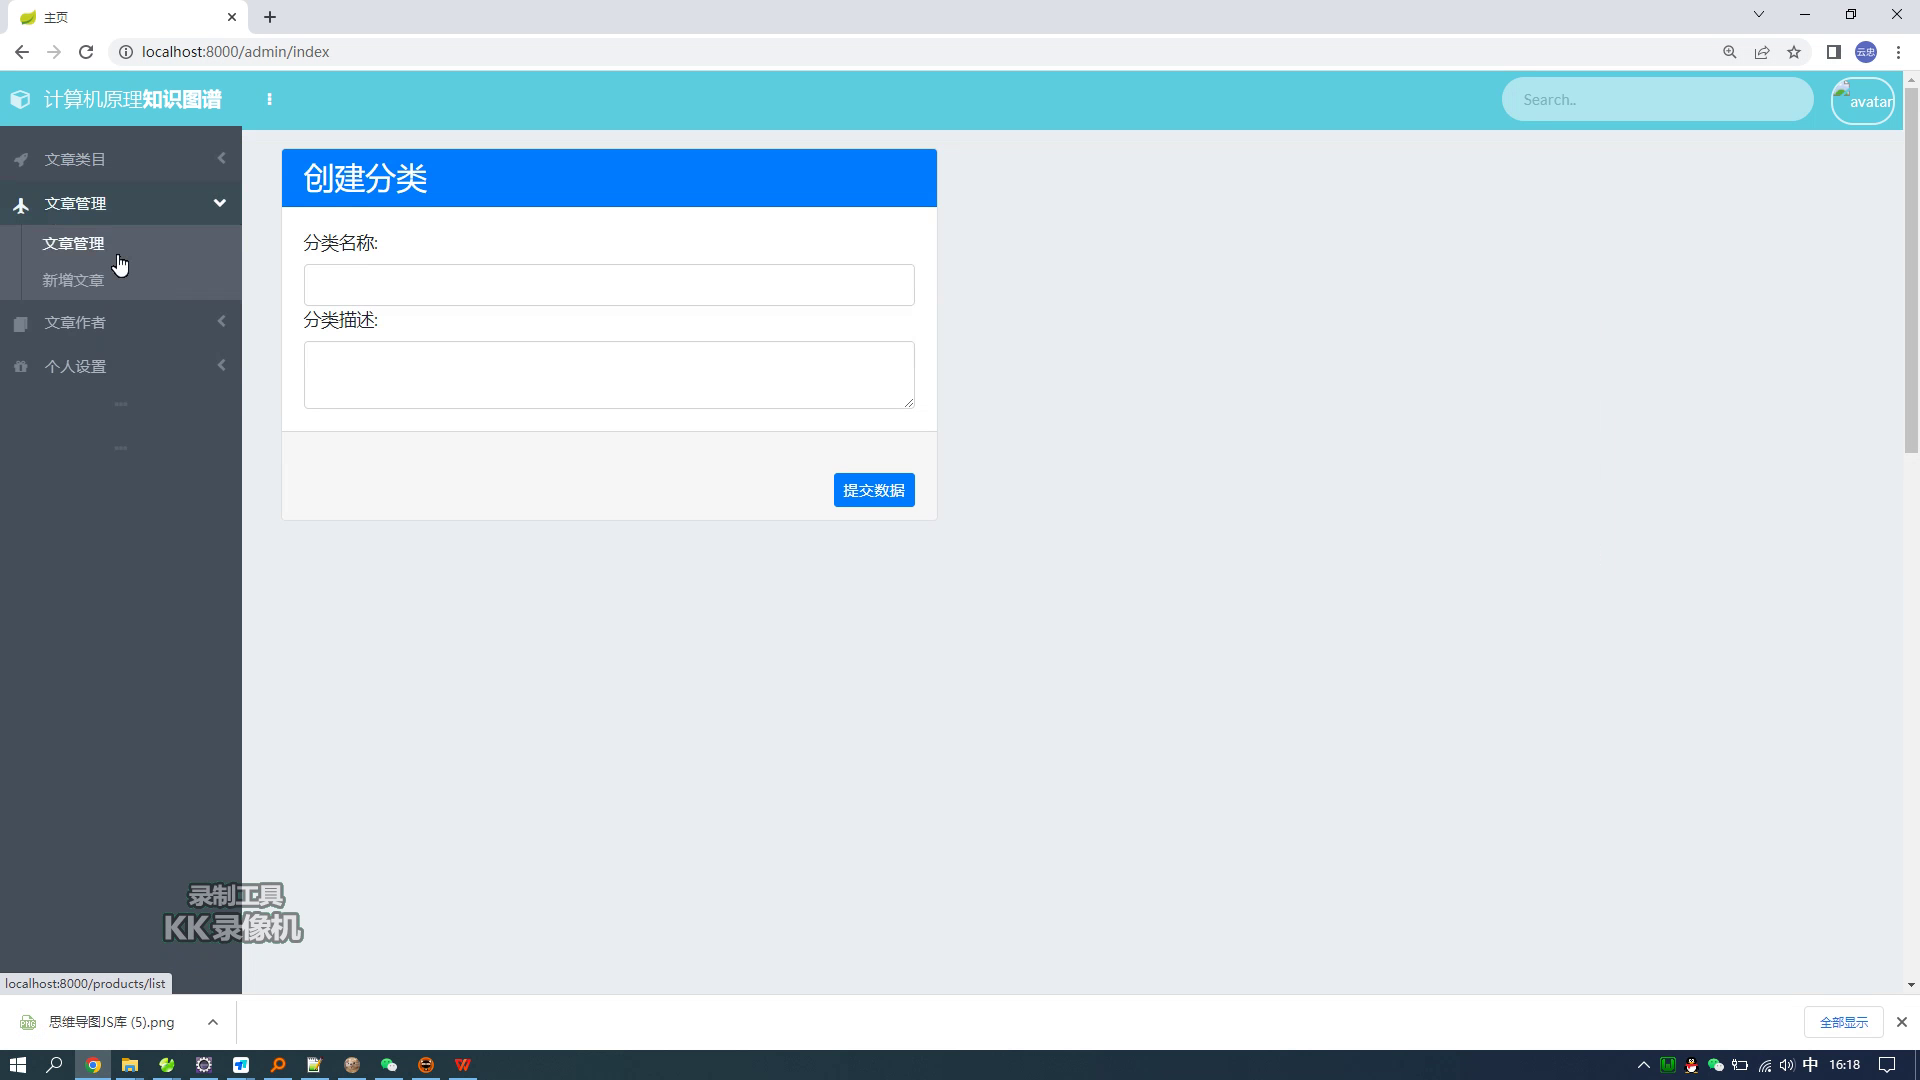 主页
localhost:8000/admin/index
云忠
计算机原理知识图谱
Search..
avatar
文章类目
文章管理
文章管理
新增文章
文章作者
个人设置
创建分类
分类名称:
分类描述:
提交数据
录制工具
KK录像机
localhost:8000/products/list
思维导图JS库 (5).png
全部显示
中
16:18